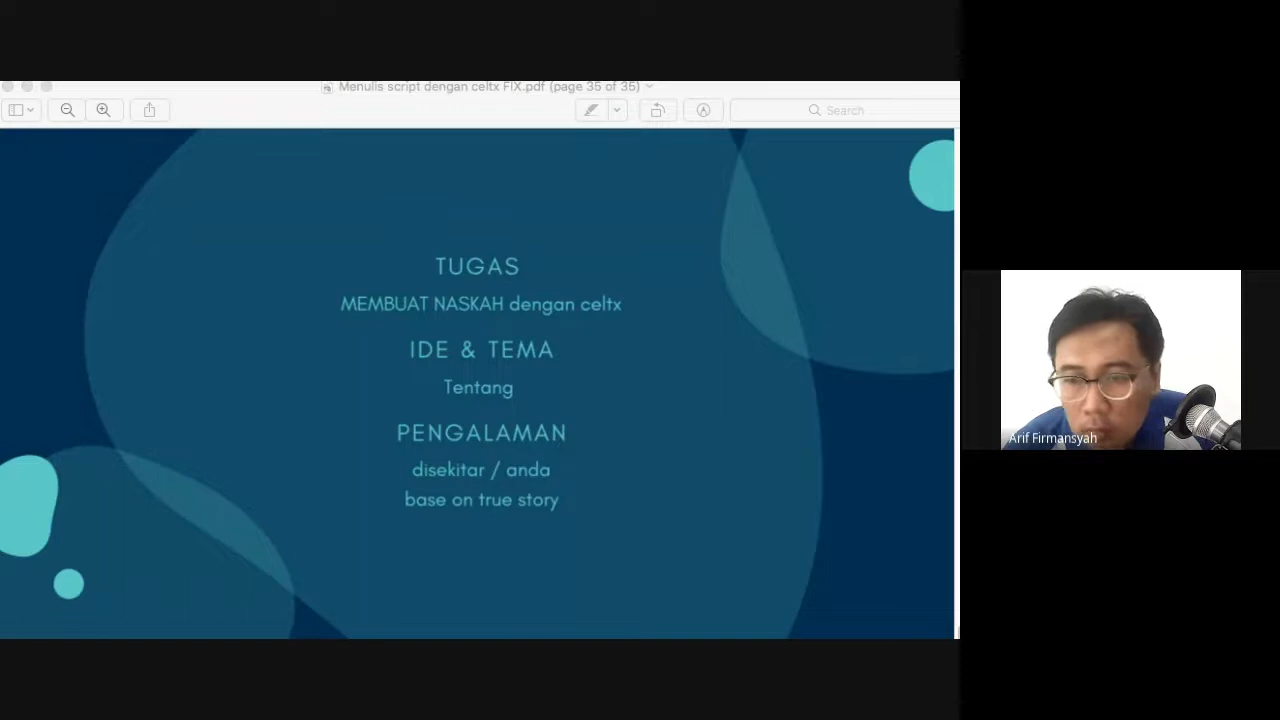 Menulis script dengan celtx FIX.pdf (page 35 of 35)
Search
TUGAS
MEMBUAT NASKAH dengan celtx
IDE & TEMA
Tentang
PENGALAMAN
disekitar / anda
base on true story
Arif Firmansyah